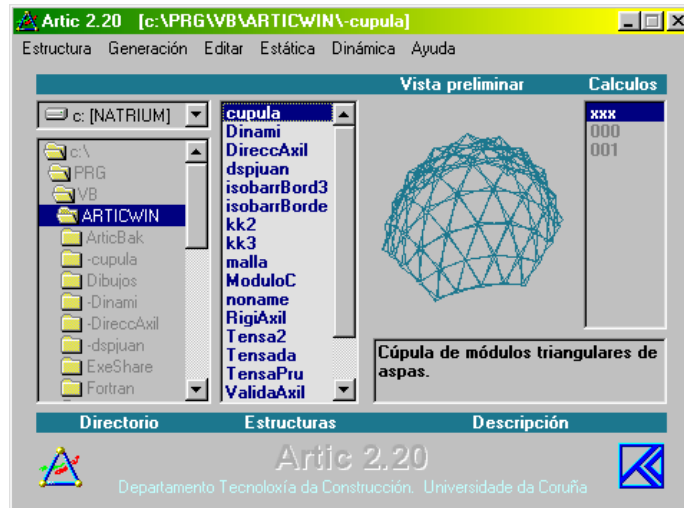 Artic 2.20 [c:\PRG\VB\ARTICWIN\-cupula]
Estructura Generación Editar Estática Dinámica Ayuda
Vista preliminar Calculos
c: [NATRIUM]
c:\
PRG
VB
ARTICWIN
ArticBak
-cupula
Dibujos
-Dinami
-DireccAxil
-dspjuan
ExeShare
Fortran
cupula
Dinami
DireccAxil
dspjuan
isobarrBord3
isobarrBorde
kk2
kk3
malla
ModuloC
noname
RigiAxil
Tensa2
Tensada
TensaPru
ValidaAxil
xxx
000
001
Cúpula de módulos triangulares de
aspas.
Directorio Estructuras Descripción
Artic 2.20
Departamento Tecnoloxía da Construcción. Universidade da Coruña